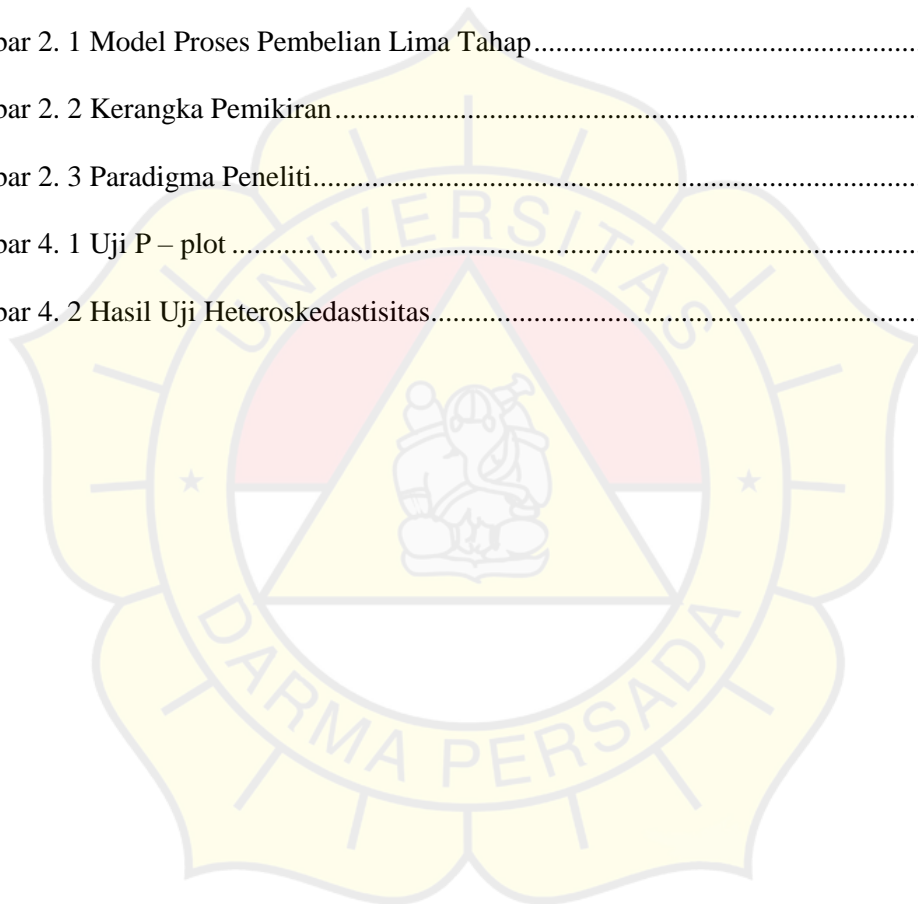 bar 2. 1 Model Proses Pembelian Lima Tahap........................................................
bar 2. 2 Kerangka Pemikiran...................................................................................
bar 2. 3 Paradigma Peneliti.....................................................................................
bar 4. 1 Uji P – plot ................................................................................................
bar 4. 2 Hasil Uji Heteroskedastisitas.....................................................................
UNIVERSITAS
DARMA PERSADA